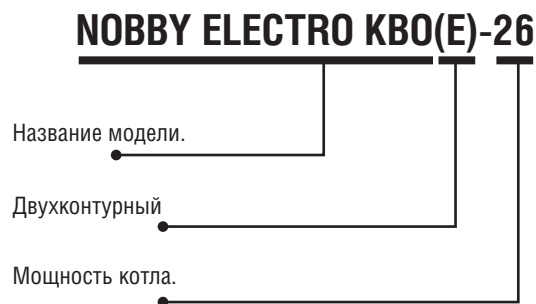 NOBBY ELECTRO KBO(E)-26
Название модели.
Двухконтурный
Мощность котла.